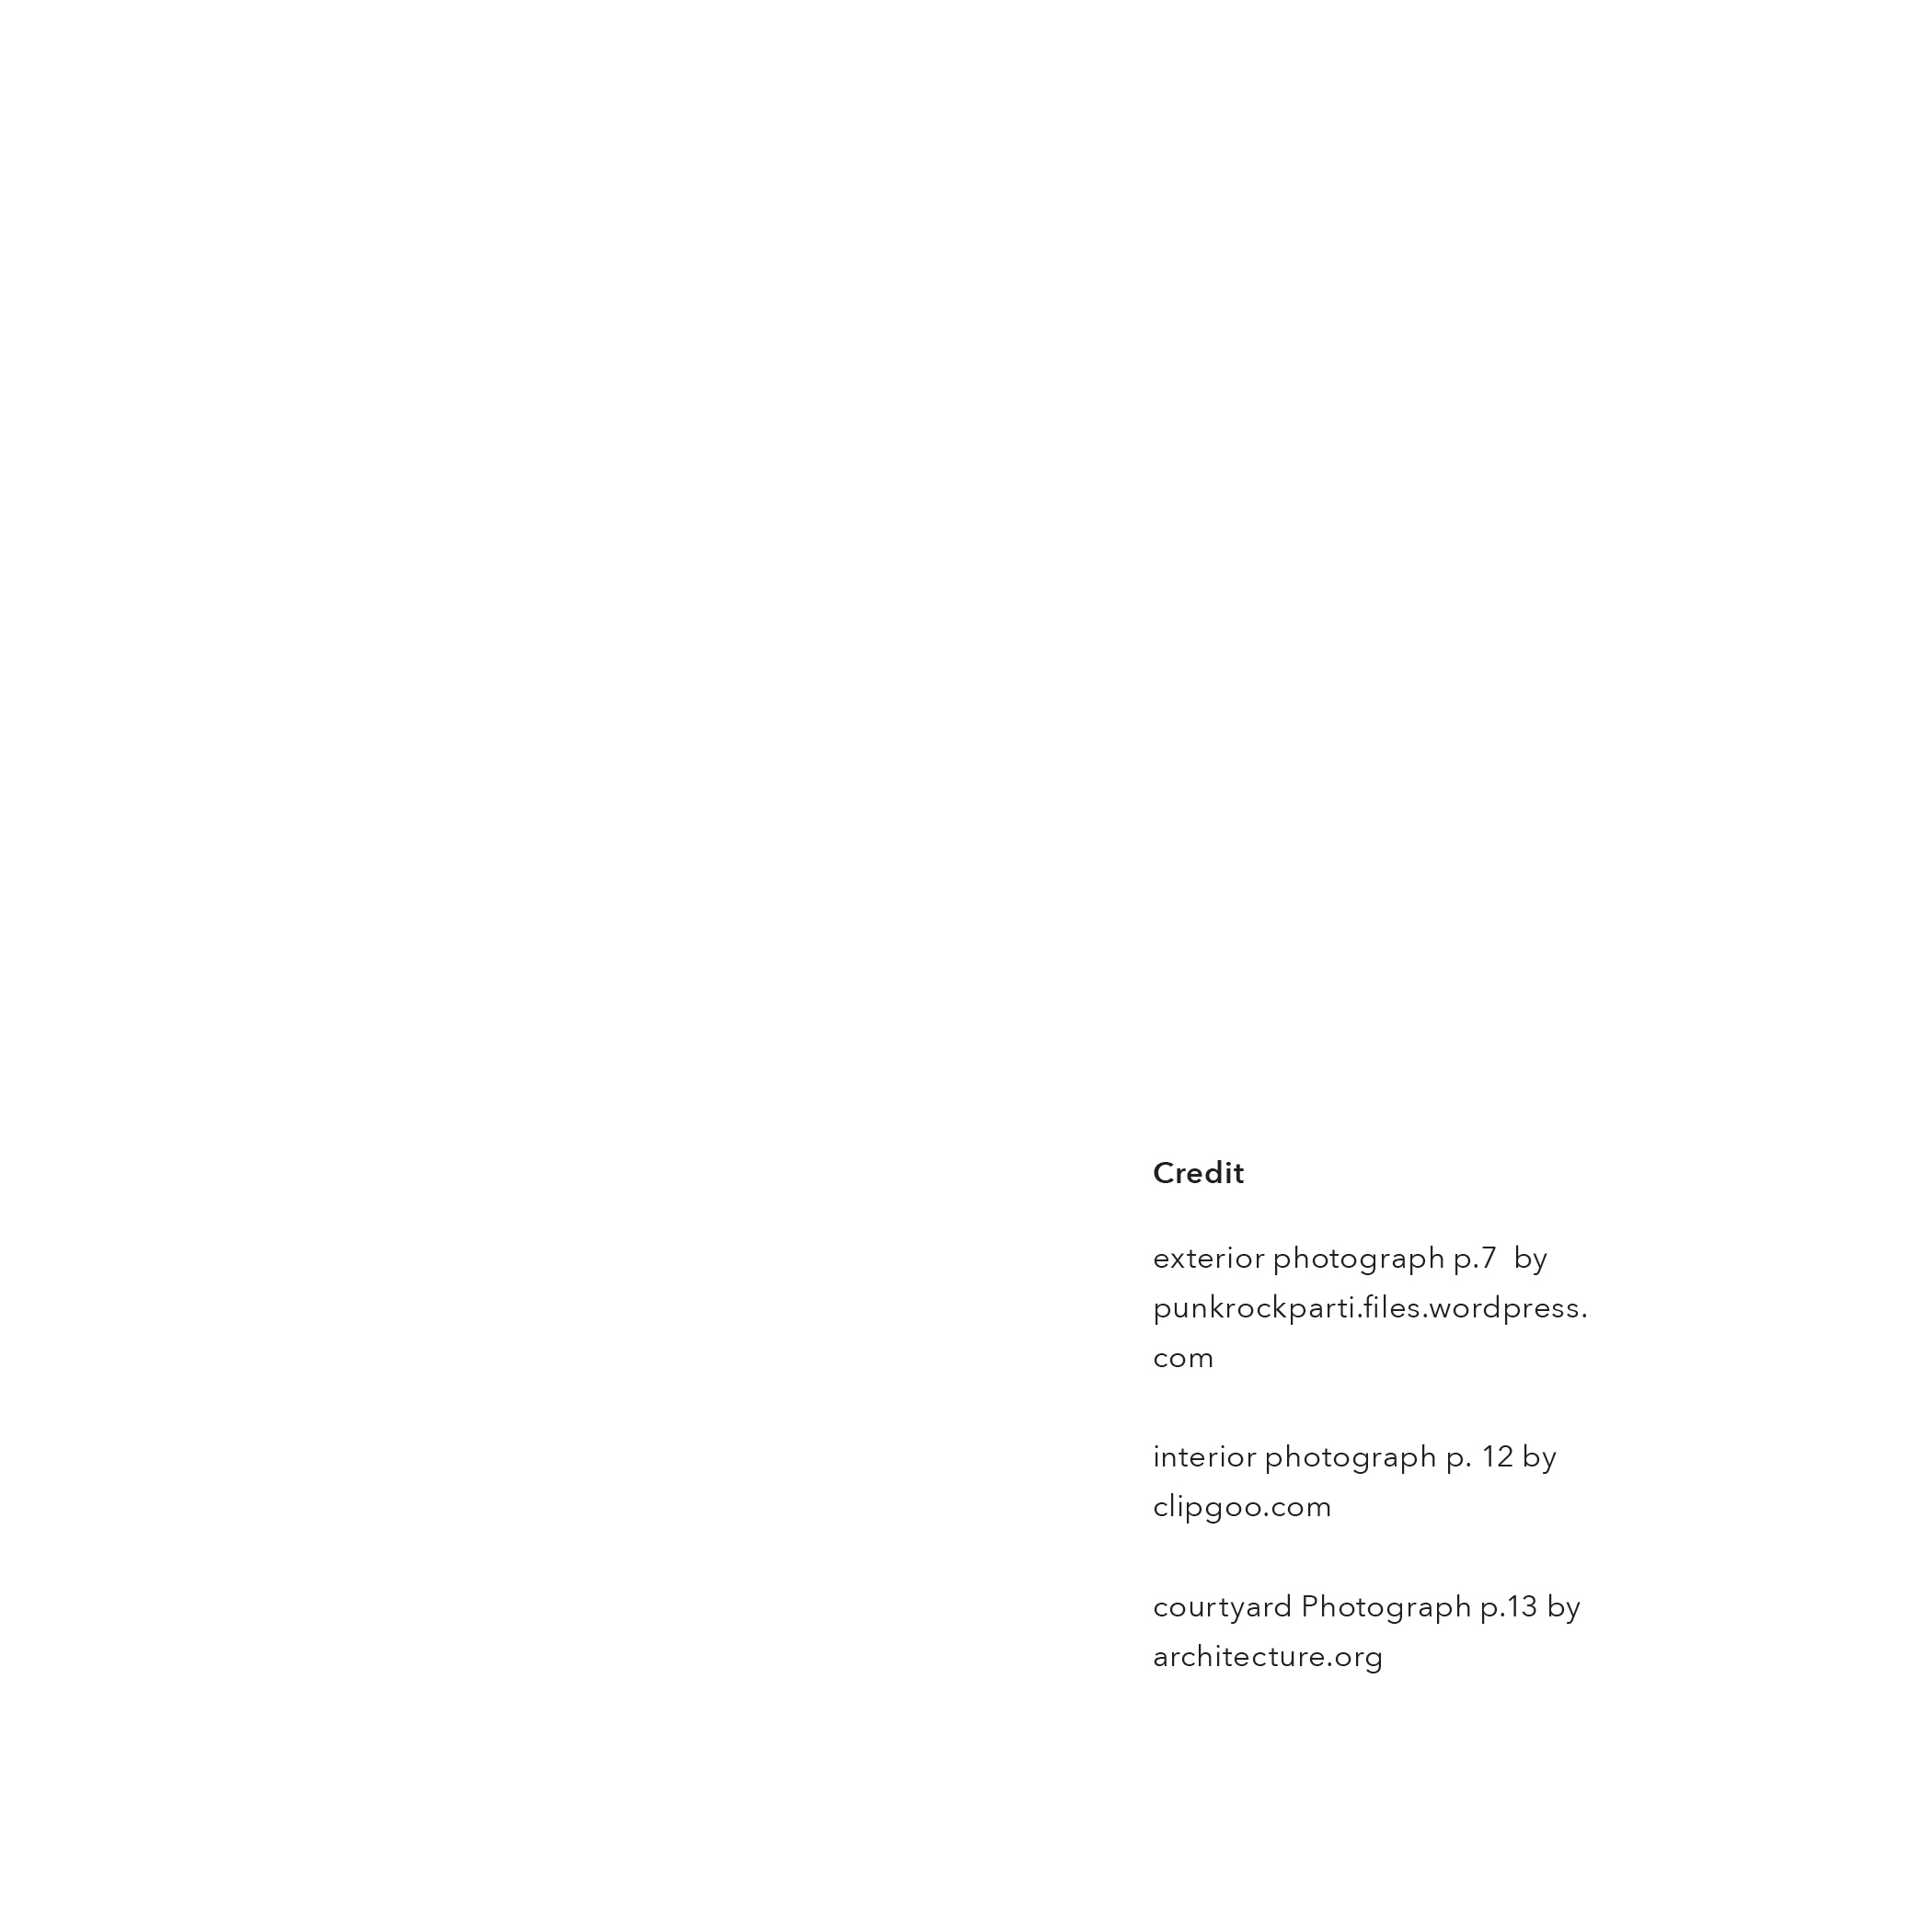 Credit
exterior photograph p.7  by
punkrockparti.files.wordpress.
com
interior photograph p. 12 by
clipgoo.com
courtyard Photograph p.13 by
architecture.org